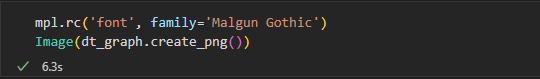 mpl.rc('font', family='Malgun Gothic')
Image(dt_graph.create_png())
6.3s